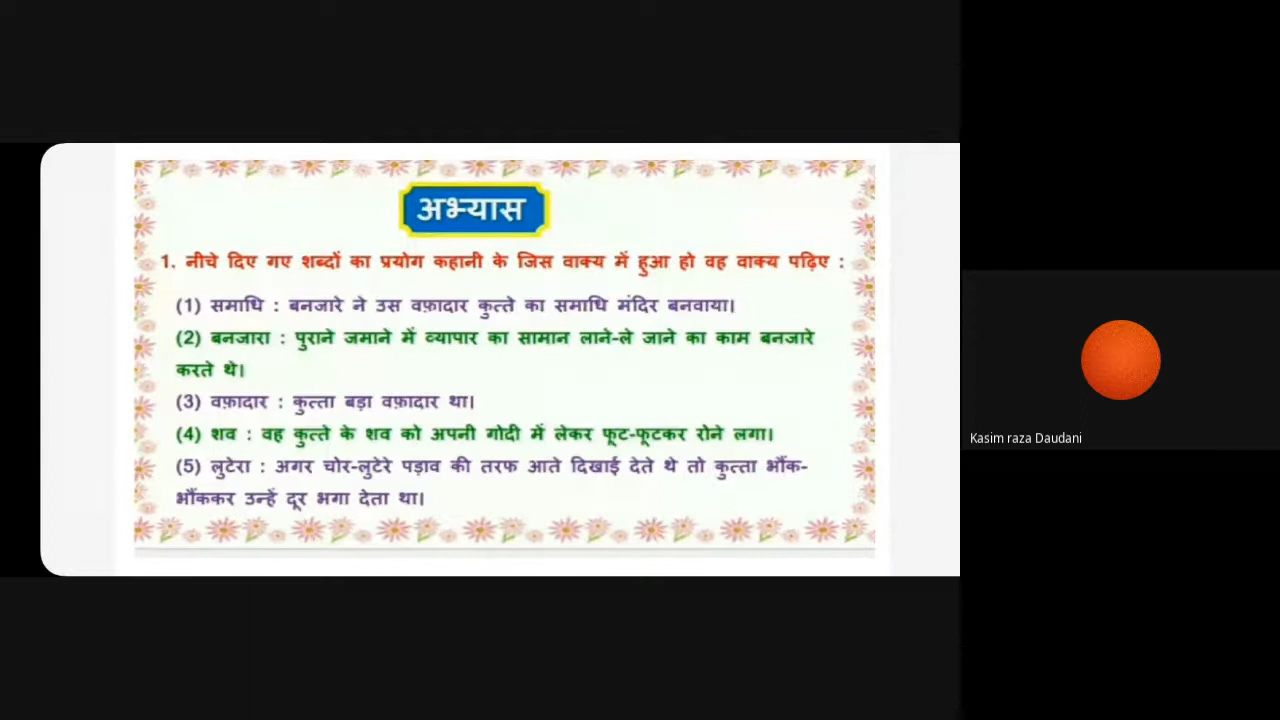 अभ्यास
1. नीचे दिए गए शब्दों का प्रयोग कहानी के जिस वाक्य में हुआ हो वह वाक्य पढ़िए :
(1) समाधि : बनजारे ने उस वफ़ादार कुत्ते का समाधि मंदिर बनवाया।
(2) बनजारा : पुराने जमाने में व्यापार का सामान लाने-ले जाने का काम बनजारे
करते थे।
(3) वफ़ादार : कुत्ता बड़ा वफ़ादार था।
(4) शव : वह कुत्ते के शव को अपनी गोदी में लेकर फूट-फूटकर रोने लगा।
(5) लुटेरा : अगर चोर-लुटेरे पड़ाव की तरफ आते दिखाई देते थे तो कुत्ता भौंक-
भौंककर उन्हें दूर भगा देता था।
Kasim raza Daudani